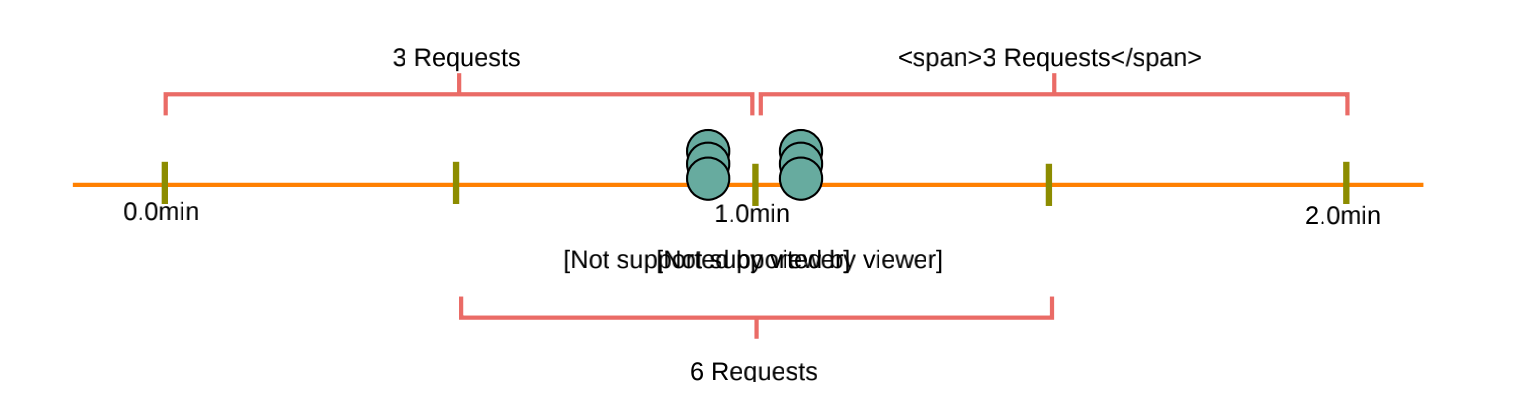 3 Requests
<span>3 Requests</span>
0.0min
1.0min
2.0min
[Not supported by viewer]
[Not supported by viewer]
6 Requests